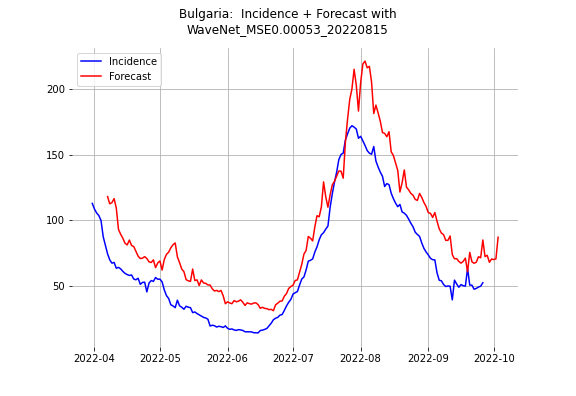 Bulgaria:  Incidence + Forecast with
WaveNet_MSE0.00053_20220815
Incidence
Forecast
200
150
100
50
2022-04
2022-05
2022-06
2022-07
2022-08
2022-09
2022-10